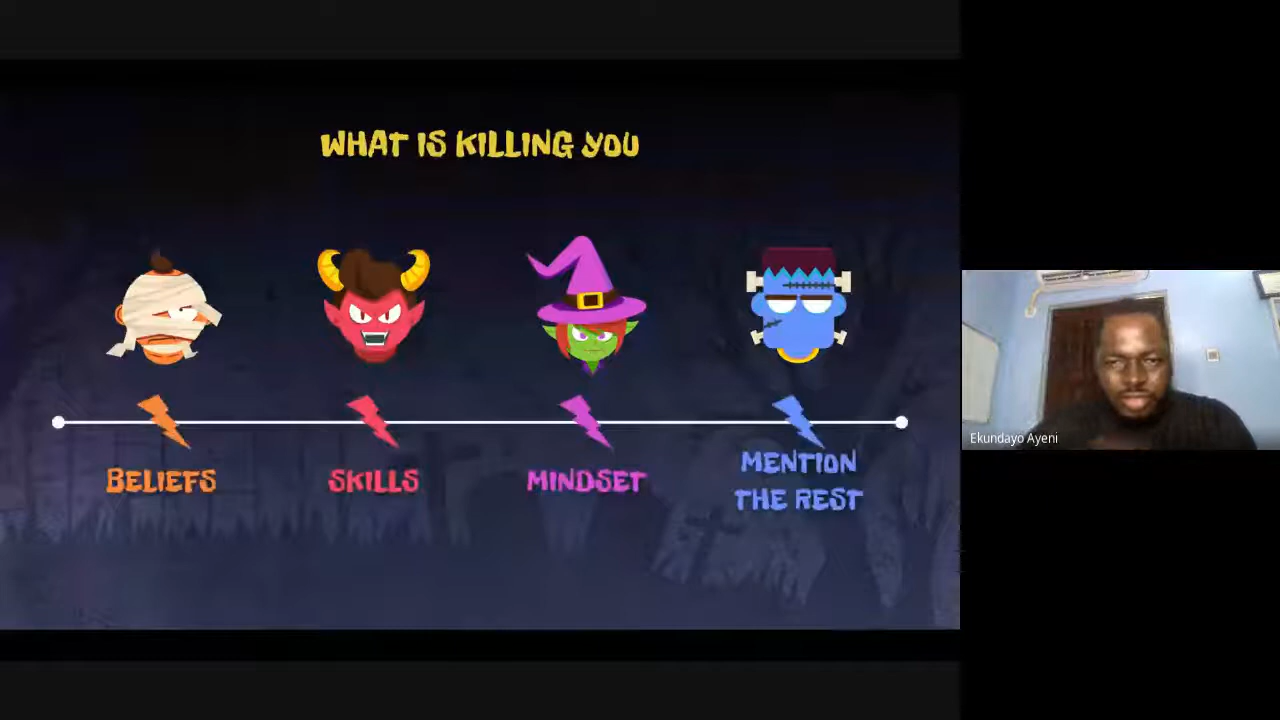 WHAT IS KILLING YOU
BELIEFS
SKILLS
MINDSET
MENTION
THE REST
Ekundayo Ayeni